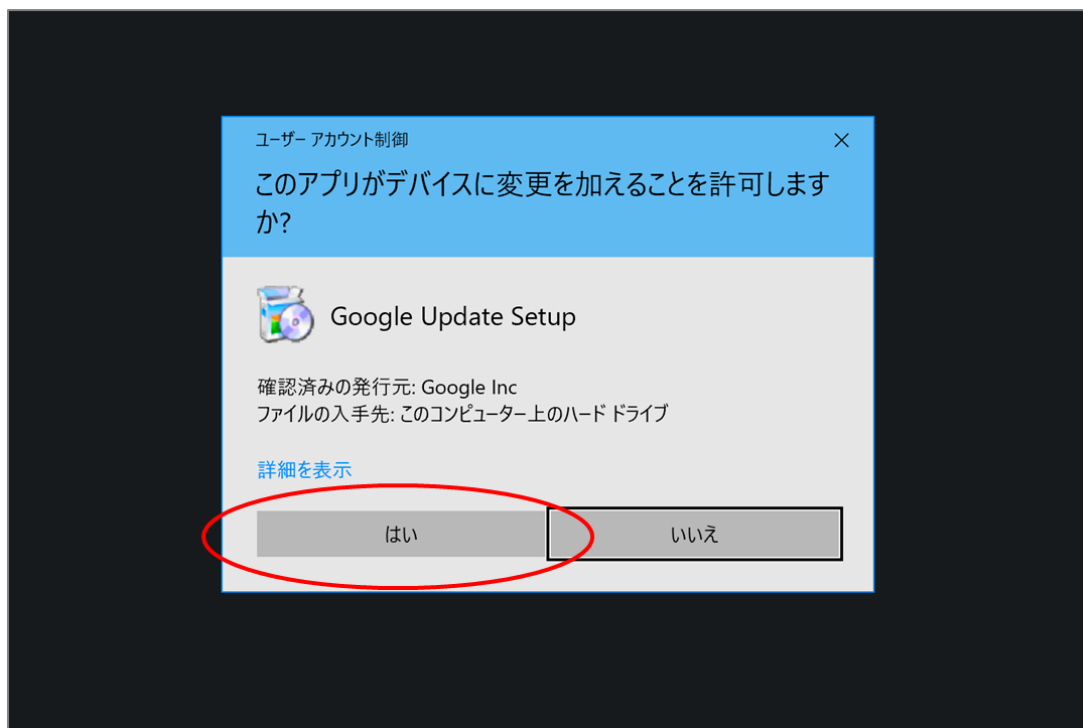 ユーザー アカウント制御
このアプリがデバイスに変更を加えることを許可します
か?
Google Update Setup
確認済みの発行元: Google Inc
ファイルの入手先: このコンピューター上のハード ドライブ
詳細を表示
はい
いいえ